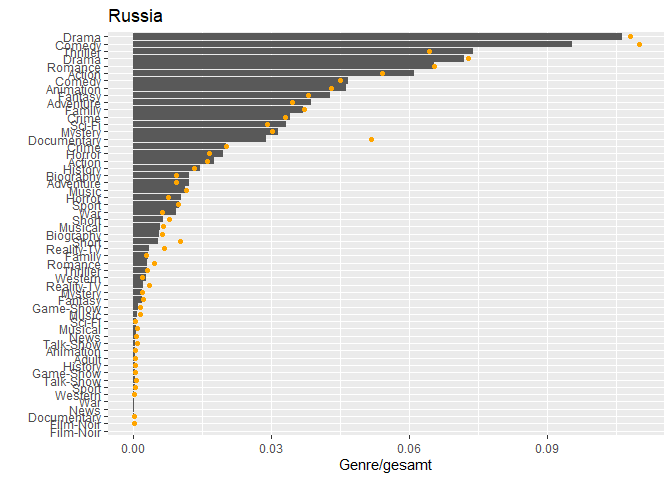 Russia
Drama
Comedy
Thriller
Drama
Romance
Action
Comedy
Animation
Fantasy
Adventure
Family
Crime
Sci-Fi
Mystery
Documentary
Crime
Horror
Action
History
Biography
Adventure
Music
Horror
Sport
War
Short
Musical
Biography
Short
Reality-TV
Family
Romance
Thriller
Western
Reality-TV
Mystery
Fantasy
Game-Show
Music
Sci-Fi
Musical
News
Talk-Show
Animation
Adult
History
Game-Show
Talk-Show
Sport
Western
War
News
Documentary
Film-Noir
Film-Noir
0.00 0.03 0.06 0.09
Genre/gesamt